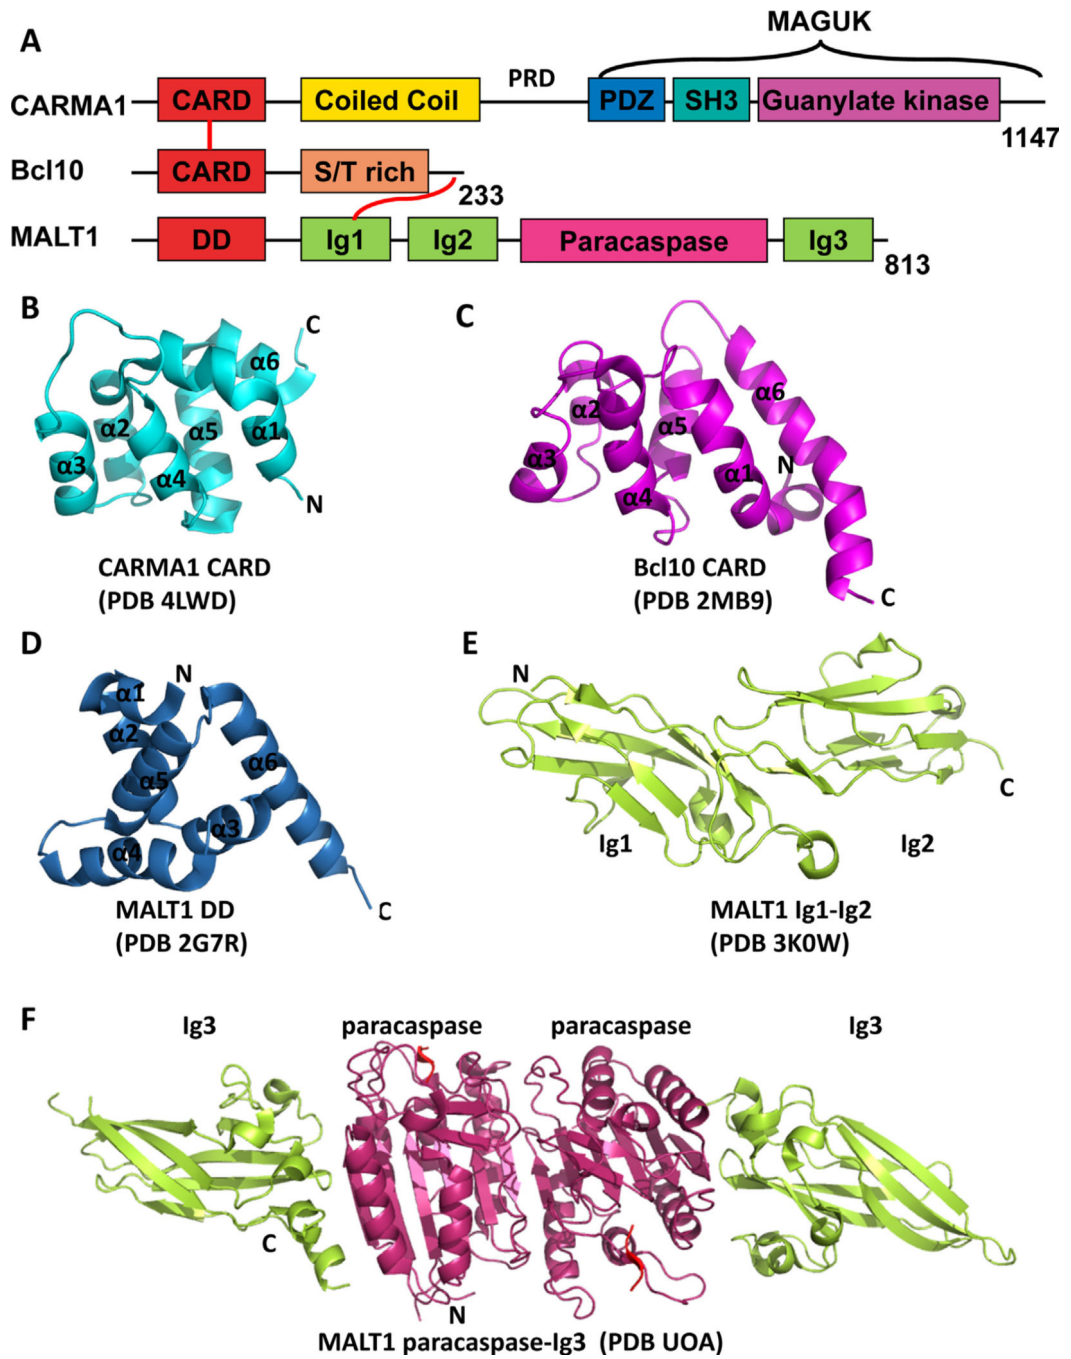 A
MAGUK
PRD
CARMA1 CARD Coiled Coil PDZ SH3 Guanylate kinase
1147
Bcl10 CARD S/T rich
233
MALT1 DD Ig1 Ig2 Paracaspase Ig3
813
B
C
α6
α2 α5 α1
α3
α4
N
CARMA1 CARD
(PDB 4LWD)
C
α6
α2
α5
α3
α1
N
α4
C
Bcl10 CARD
(PDB 2MB9)
D
N
α1
α2
α6
α5
α3
α4
C
MALT1 DD
(PDB 2G7R)
E
N
C
Ig1
Ig2
MALT1 Ig1-Ig2
(PDB 3K0W)
F
Ig3 paracaspase paracaspase Ig3
C
N
MALT1 paracaspase-Ig3 (PDB UOA)